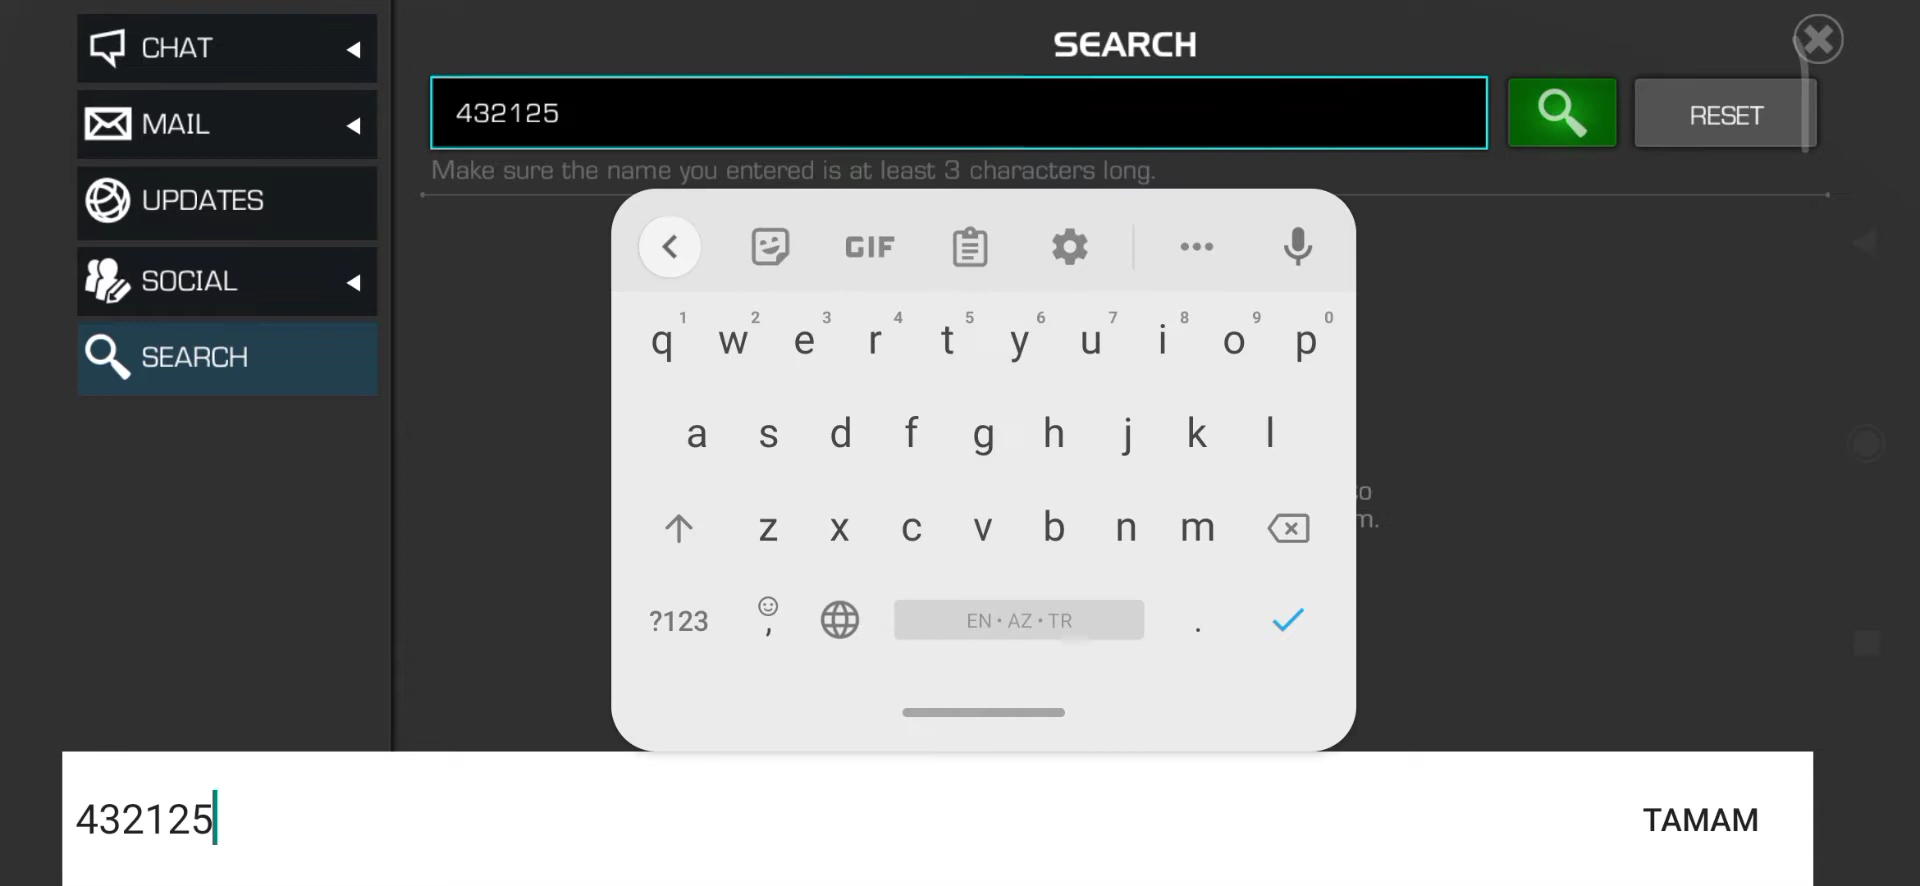 CHAT
MAIL
UPDATES
SOCIAL
SEARCH
SEARCH
432125
RESET
Make sure the name you entered is at least 3 characters long.
GIF
1 2 3 4 5 6 7 8 9 0
q w e r t y u i o p
a s d f g h j k l
z x c v b n m
?123 , EN • AZ • TR .
432125
TAMAM